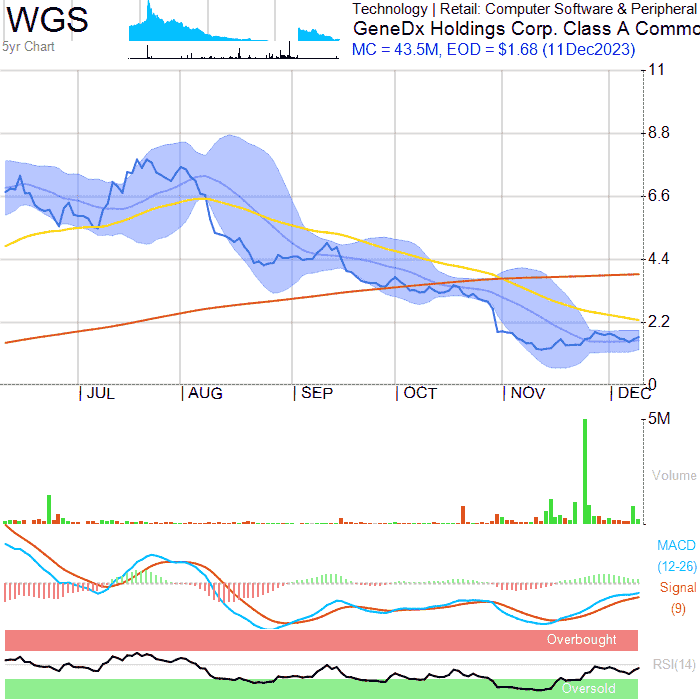 WGS
5yr Chart
Technology | Retail: Computer Software & Peripheral
GeneDx Holdings Corp. Class A Commo
MC = 43.5M, EOD = $1.68 (11Dec2023)
11
8.8
6.6
4.4
2.2
0
JUL AUG SEP OCT NOV DEC
5M
Volume
MACD
(12-26)
Signal
(9)
Overbought
RSI(14)
Oversold